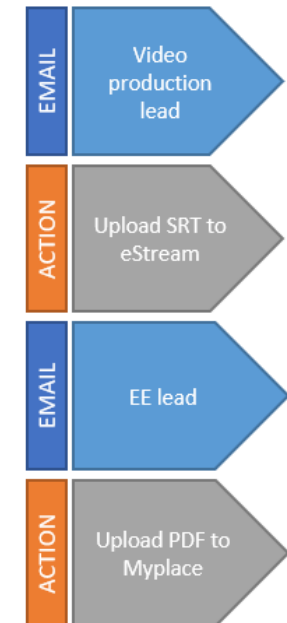 EMAIL
Video
production
lead
ACTION
Upload SRT to
eStream
EMAIL
EE lead
ACTION
Upload PDF to
Myplace